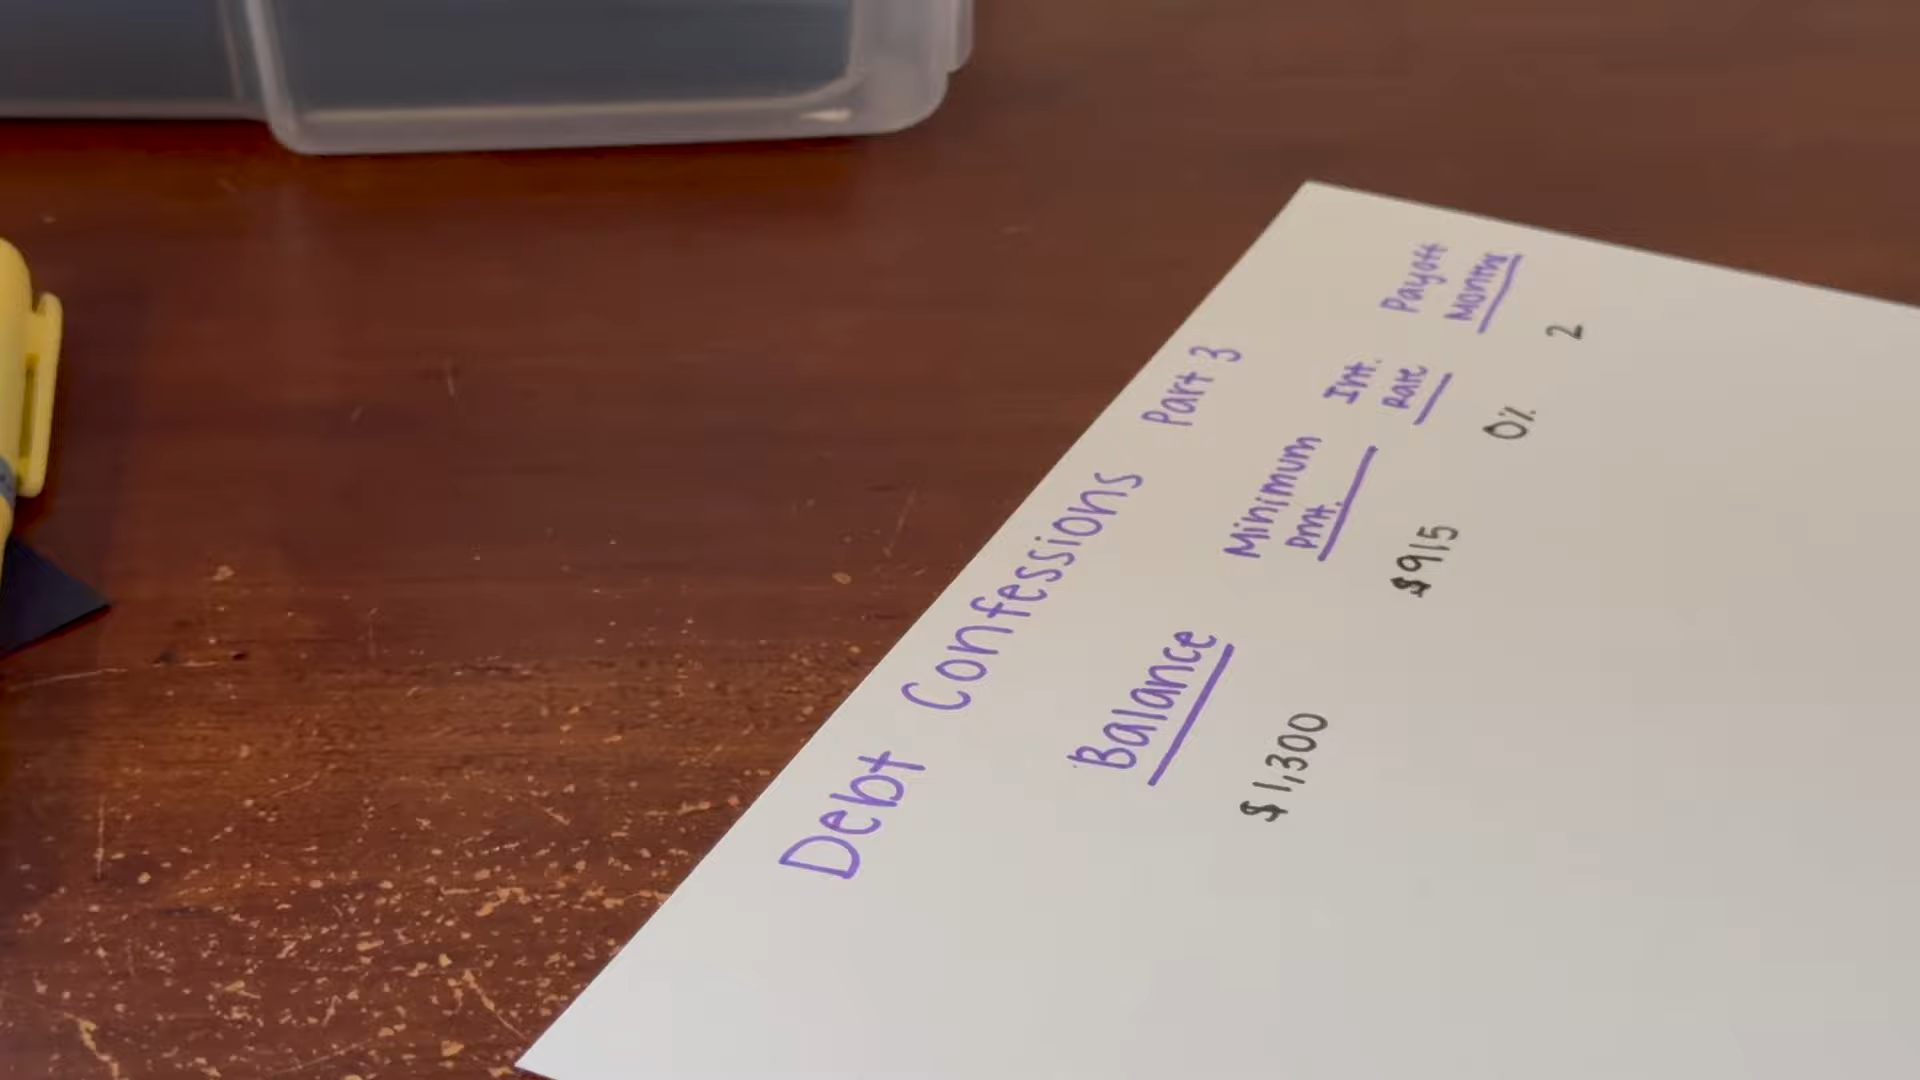 Debt Confessions Part 3
Balance
Minimum
Pmt.
Int.
Rate
Payoff
Months
$1,300
$915
0%
2